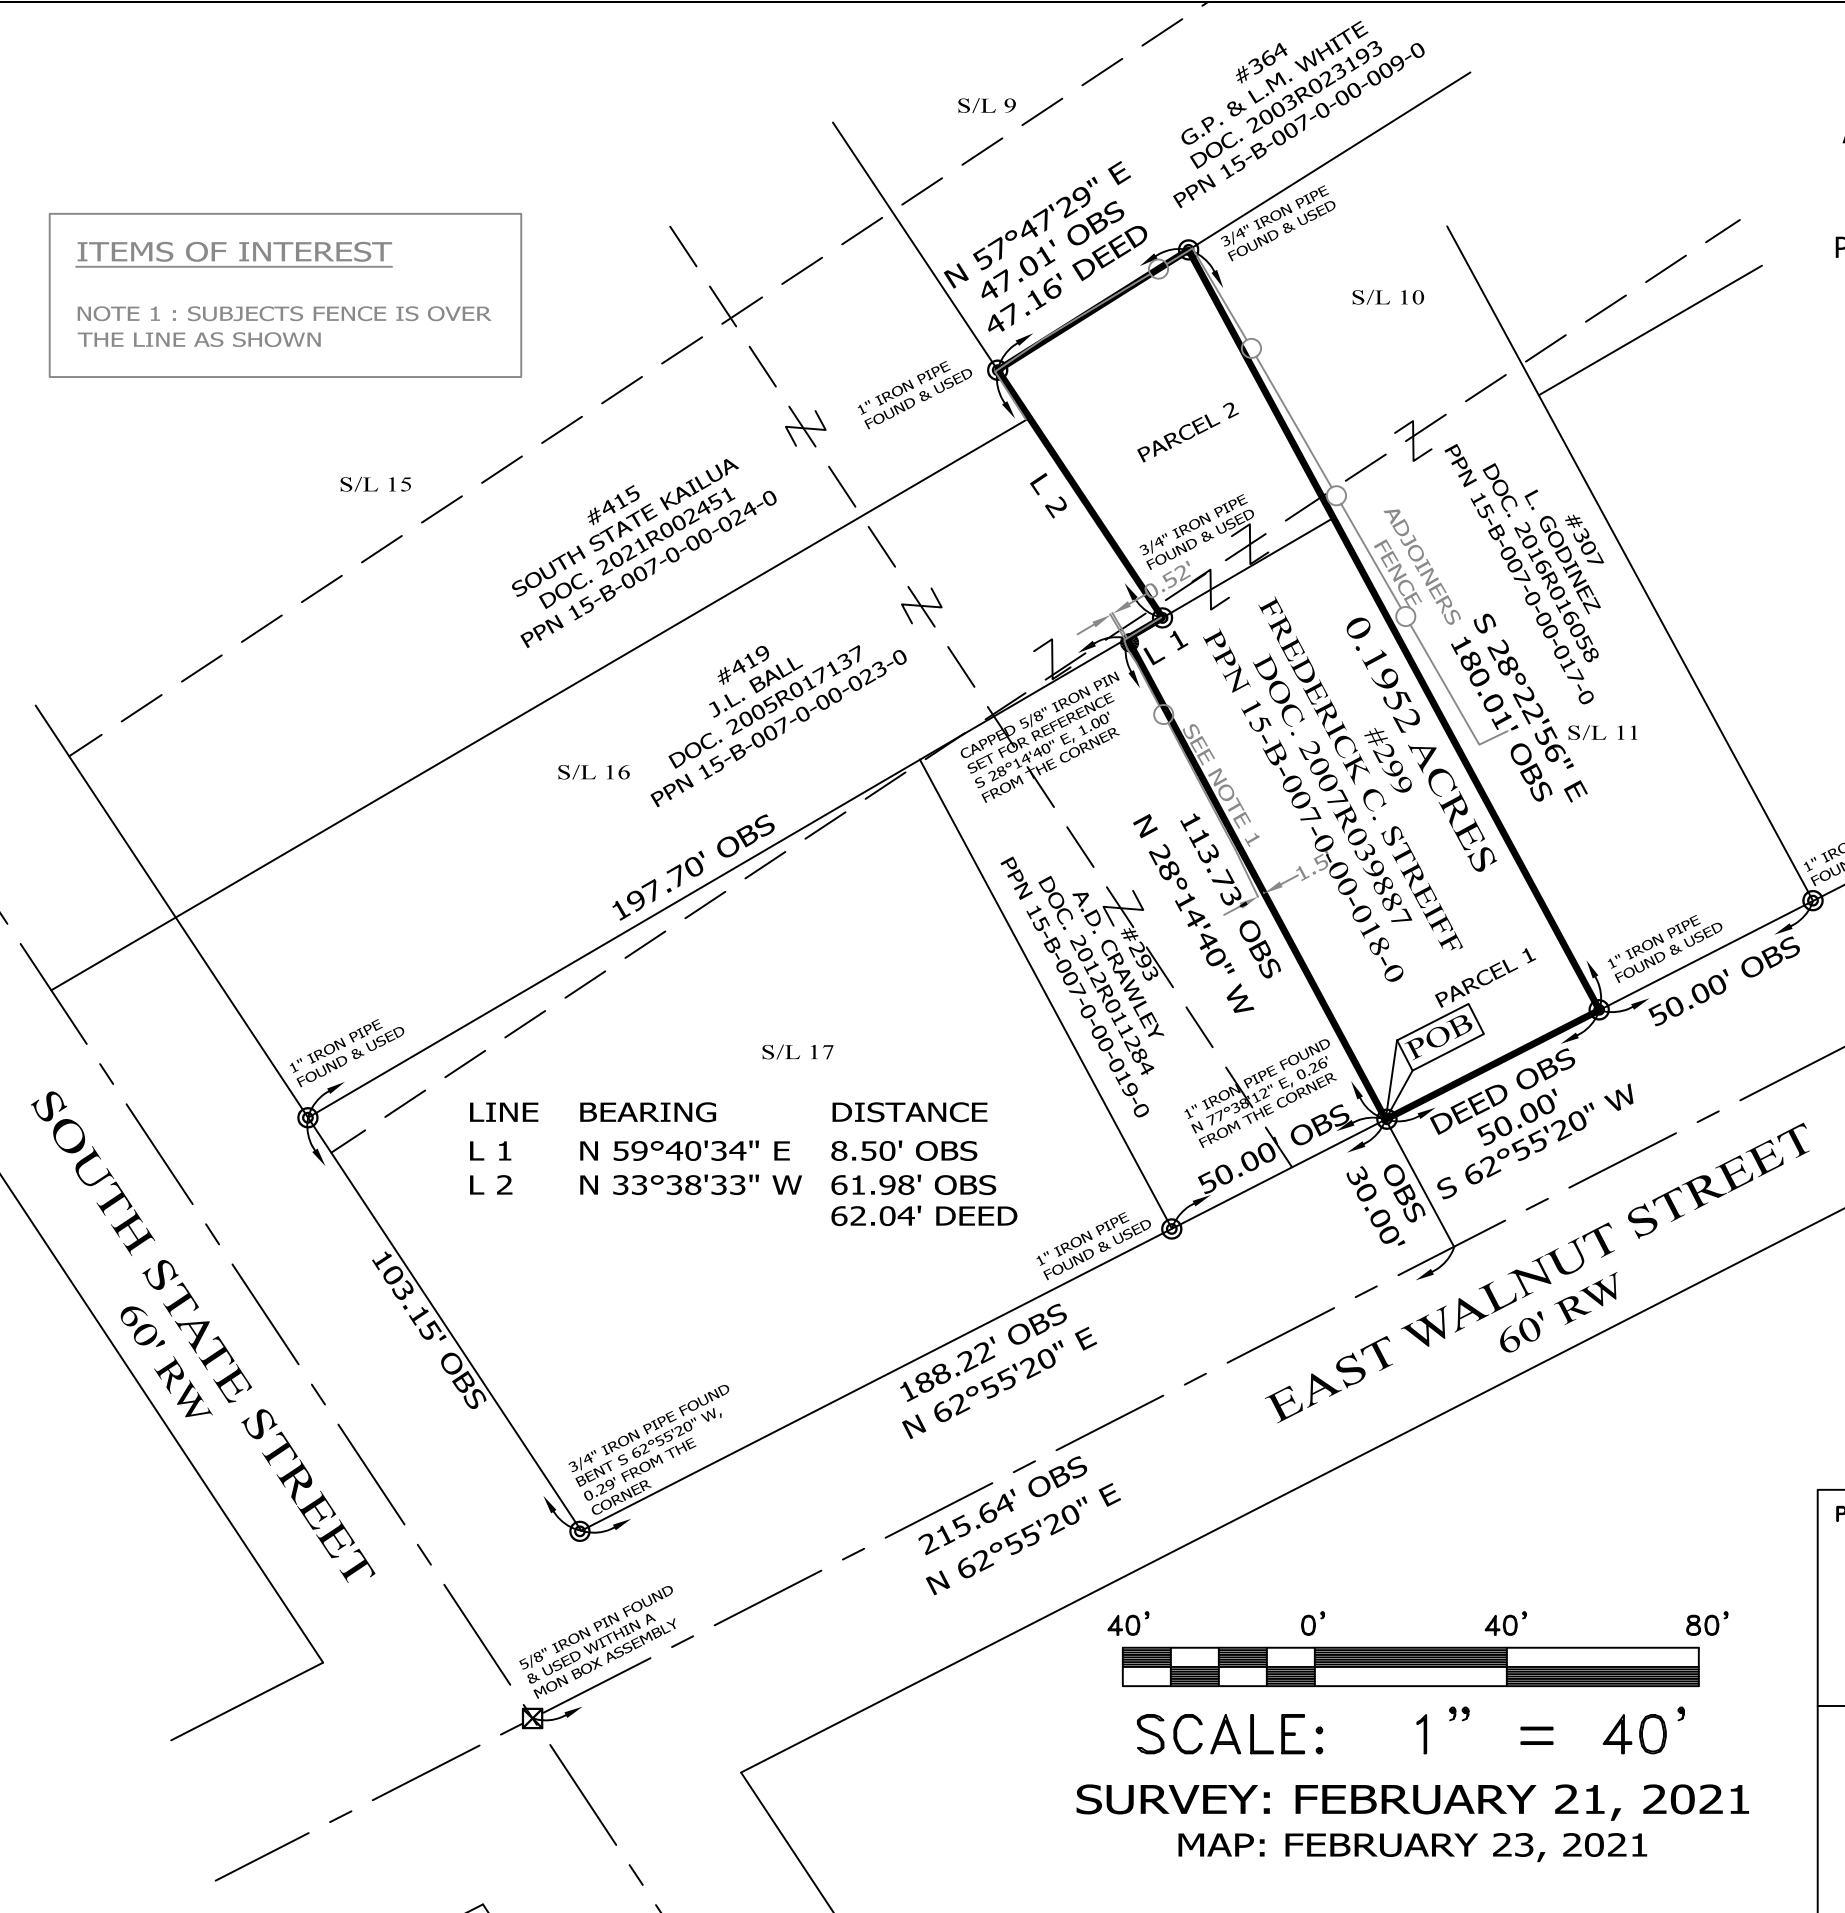 S/L 9
#364
G.P. & L.M. WHITE
DOC. 2003R023193
PPN 15-B-007-0-00-009-0
N 57°47'29" E
47.01' OBS
47.16' DEED
3/4" IRON PIPE
FOUND & USED
ITEMS OF INTEREST
NOTE 1 : SUBJECTS FENCE IS OVER
THE LINE AS SHOWN
S/L 10
1" IRON PIPE
FOUND & USED
PARCEL 2
S/L 15
#415
SOUTH STATE KAILUA
DOC. 2021R002451
PPN 15-B-007-0-00-024-0
L 2
3/4" IRON PIPE
FOUND & USED
0.52'
L 1
#307
L. GODINEZ
DOC. 2016R016058
PPN 15-B-007-0-00-017-0
ADJOINERS
FENCE
S 28°22'56" E
180.01' OBS
S/L 11
#419
J.L. BALL
DOC. 2005R017137
PPN 15-B-007-0-00-023-0
S/L 16
CAPPED 5/8" IRON PIN
SET FOR REFERENCE
S 28°14'40" E, 1.00'
FROM THE CORNER
SEE NOTE 1
0.1952 ACRES
#299
FREDERICK C. STREIFF
DOC. 2007R039887
PPN 15-B-007-0-00-018-0
1.5
113.73' OBS
N 28°14'40" W
197.70' OBS
#293
A.D. CRAWLEY
DOC. 2012R011284
PPN 15-B-007-0-00-019-0
PARCEL 1
POB
1" IRON PIPE
FOUND & USED
50.00' OBS
1" IRON PIPE
FOUND & USED
S/L 17
1" IRON PIPE FOUND
N 77°38'12" E, 0.26'
FROM THE CORNER
50.00' OBS
DEED OBS
50.00'
S 62°55'20" W
OBS
30.00'
LINE BEARING DISTANCE
L 1 N 59°40'34" E 8.50' OBS
L 2 N 33°38'33" W 61.98' OBS
62.04' DEED
1" IRON PIPE
FOUND & USED
SOUTH STATE STREET
60' RW
103.15' OBS
188.22' OBS
N 62°55'20" E
EAST WALNUT STREET
60' RW
3/4" IRON PIPE FOUND
BENT S 62°55'20" W,
0.29' FROM THE
CORNER
215.64' OBS
N 62°55'20" E
5/8" IRON PIN FOUND
& USED WITHIN A
MON BOX ASSEMBLY
40' 0' 40' 80'
SCALE: 1" = 40'
SURVEY: FEBRUARY 21, 2021
MAP: FEBRUARY 23, 2021